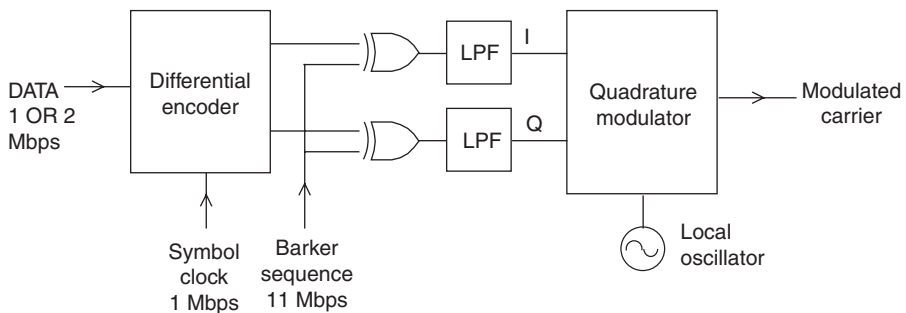 DATA
1 OR 2
Mbps
Differential
encoder
Symbol
clock
1 Mbps
Barker
sequence
11 Mbps
LPF
I
LPF
Q
Quadrature
modulator
Local
oscillator
Modulated
carrier